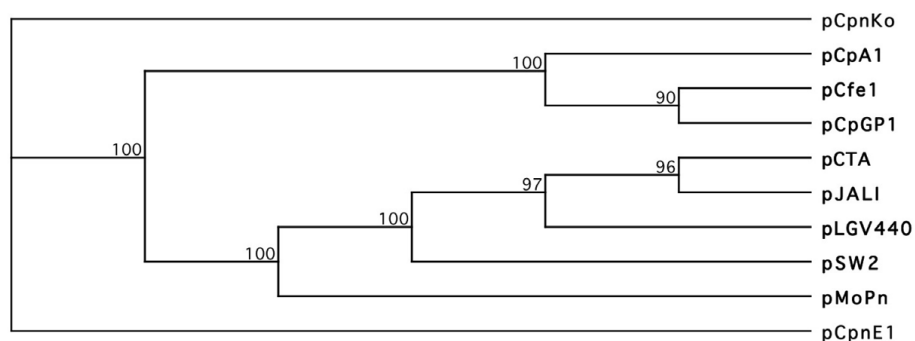 pCpnKo
100 pCpA1
90 pCfe1
pCpGP1
100 96 pCTA
97 pJALI
100 pLGV440
100 pSW2
pMoPn
pCpnE1